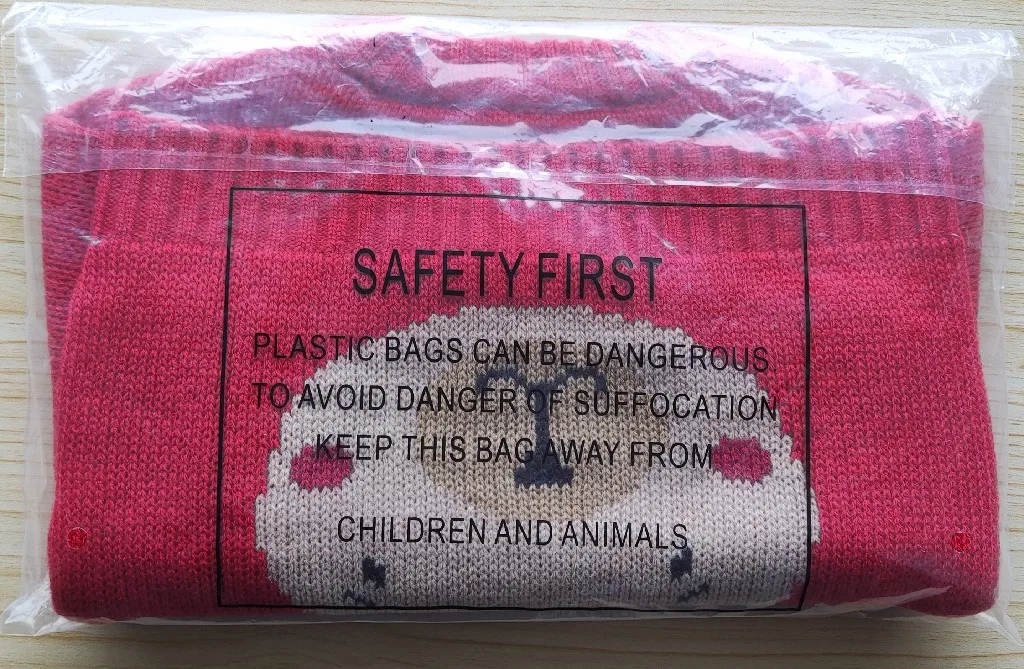 SAFETY FIRST
PLASTIC BAGS CAN BE DANGEROUS.
TO AVOID DANGER OF SUFFOCATION
KEEP THIS BAG AWAY FROM
CHILDREN AND ANIMALS